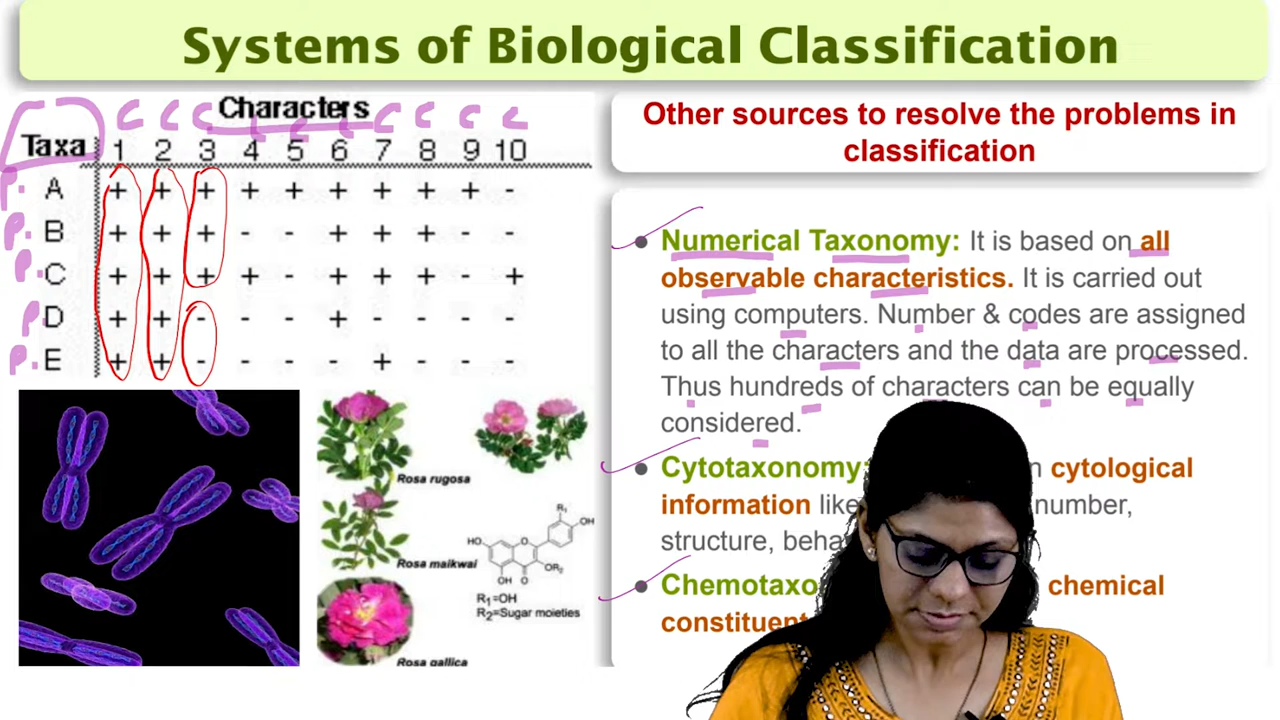 Systems of Biological Classification
Characters
C C C C C C C
Taxa 1 2 3 4 5 6 7 8 9 10
P. A + + + + + + + + + -
P. B + + + - - + + + - -
P. C + + + + - + + + - +
P. D + + - - - + - - - -
P. E + + - - - - + - - -
Rosa rugosa
Rosa maikwai
Rosa gallica
R1
OH
HO
OR2
OH O
R1=OH
R2=Sugar moieties
Other sources to resolve the problems in
classification
• Numerical Taxonomy: It is based on all
observable characteristics. It is carried out
using computers. Number & codes are assigned
to all the characters and the data are processed.
Thus hundreds of characters can be equally
considered.
• Cytotaxonomy: cytological
information like number,
structure,
• chemical